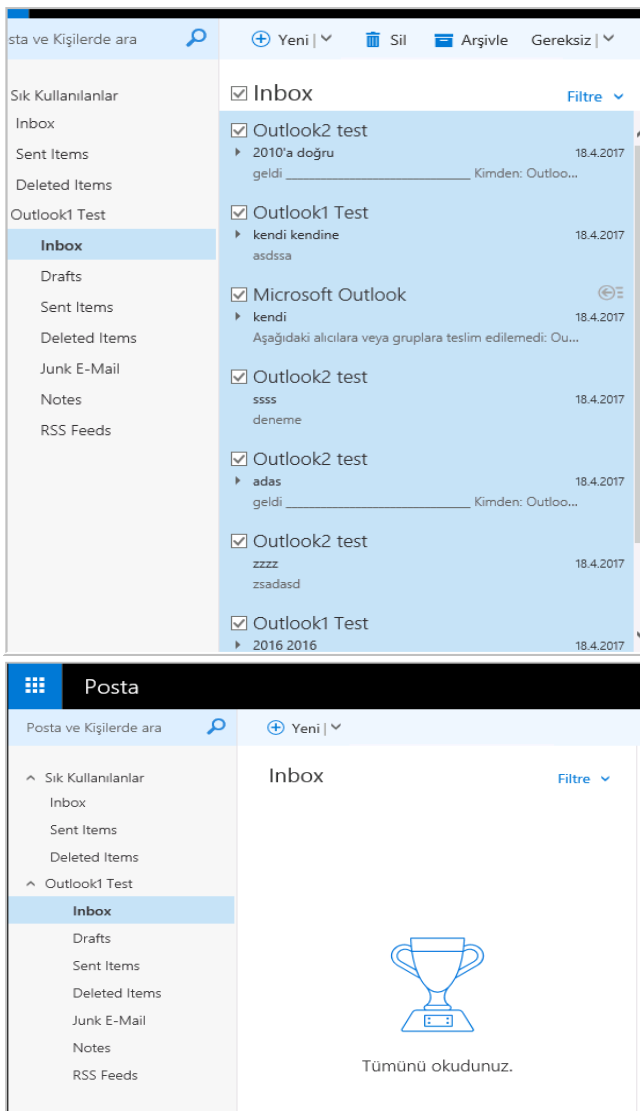 sta ve Kişilerde ara
Yeni | Sil Arşivle Gereksiz |
Sık Kullanılanlar
Inbox
Sent Items
Deleted Items
Outlook1 Test
Inbox
Drafts
Sent Items
Deleted Items
Junk E-Mail
Notes
RSS Feeds
Inbox
Filtre
Outlook2 test
2010'a doğru 18.4.2017
geldi ________________________ Kimden: Outloo...
Outlook1 Test
kendi kendine 18.4.2017
asdssa
Microsoft Outlook
kendi 18.4.2017
Aşağıdaki alıcılara veya gruplara teslim edilemedi: Ou...
Outlook2 test
ssss 18.4.2017
deneme
Outlook2 test
adas 18.4.2017
geldi ________________________ Kimden: Outloo...
Outlook2 test
zzzz 18.4.2017
zsadasd
Outlook1 Test
2016 2016 18.4.2017
Posta
Posta ve Kişilerde ara
Yeni |
Sık Kullanılanlar
Inbox
Sent Items
Deleted Items
Outlook1 Test
Inbox
Drafts
Sent Items
Deleted Items
Junk E-Mail
Notes
RSS Feeds
Inbox
Filtre
Tümünü okudunuz.